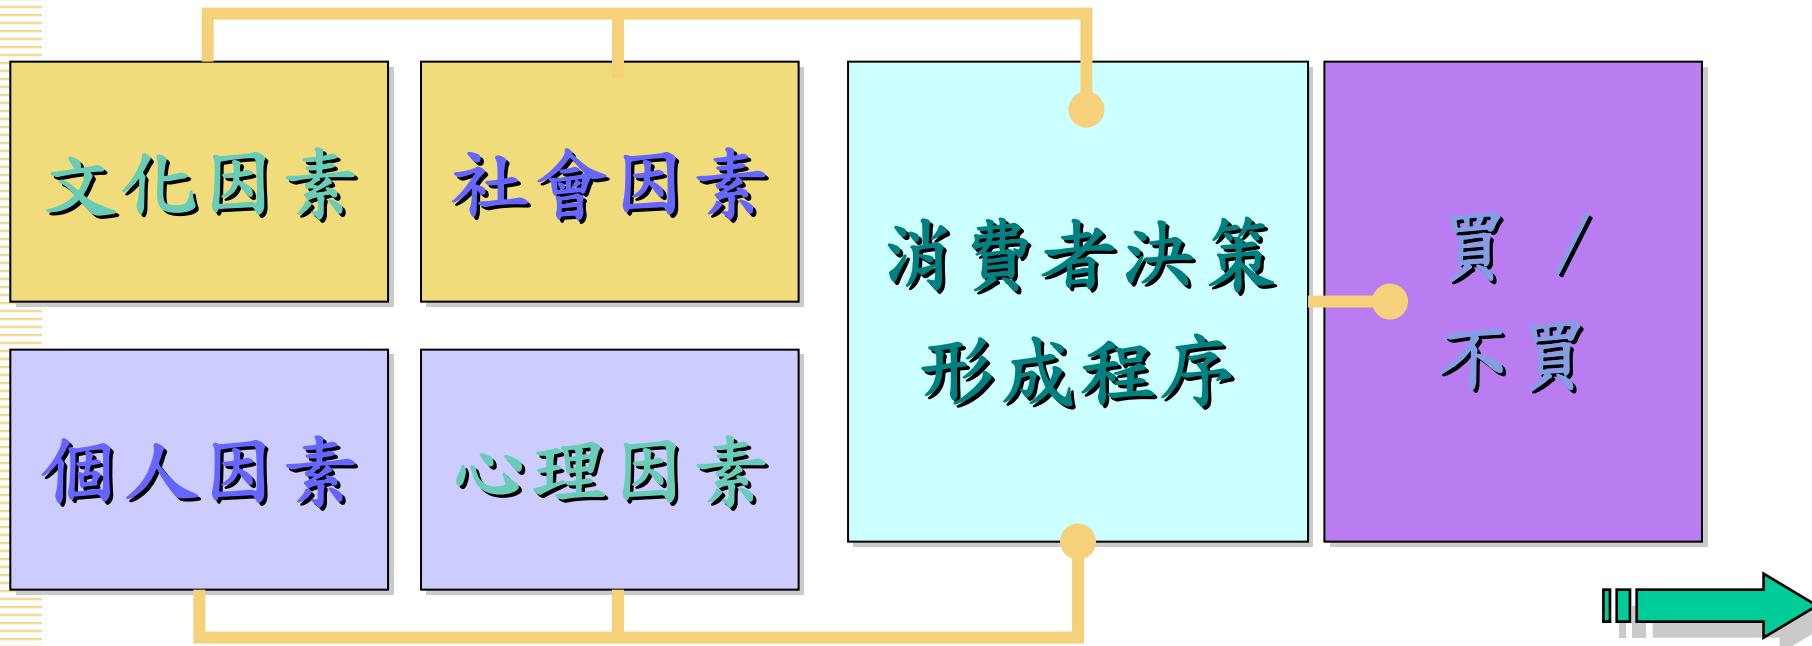 文化因素
社會因素
消費者決策
形成程序
買 /
不買
個人因素
心理因素